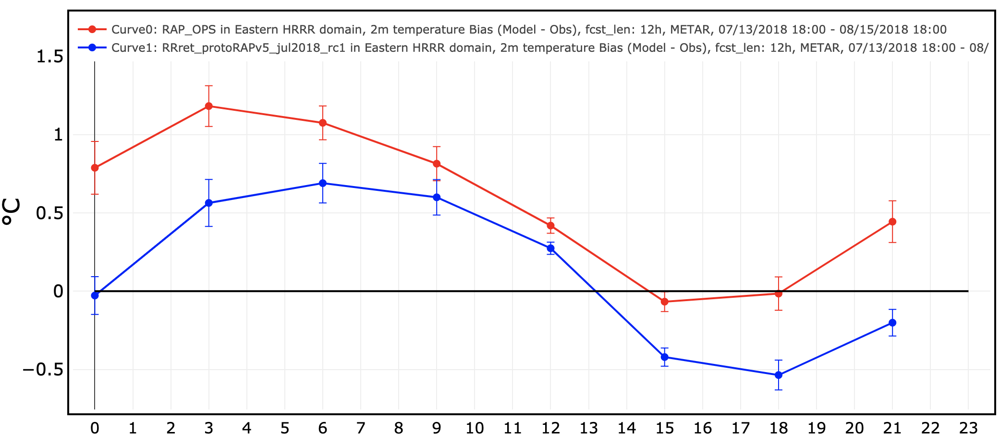 Curve0: RAP_OPS in Eastern HRRR domain, 2m temperature Bias (Model - Obs), fcst_len: 12h, METAR, 07/13/2018 18:00 - 08/15/2018 18:00
Curve1: RRret_protoRAPv5_jul2018_rc1 in Eastern HRRR domain, 2m temperature Bias (Model - Obs), fcst_len: 12h, METAR, 07/13/2018 18:00 - 08/
1.5
1
0.5
0
−0.5
°C
0 1 2 3 4 5 6 7 8 9 10 11 12 13 14 15 16 17 18 19 20 21 22 23